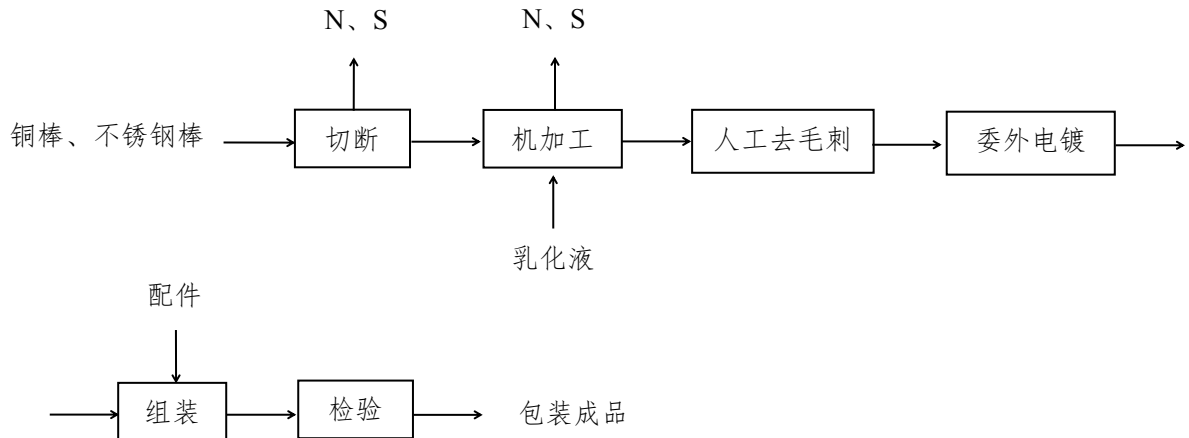 N、S N、S
铜棒、不锈钢棒 切断 机加工 人工去毛刺 委外电镀
乳化液
配件
组装 检验 包装成品